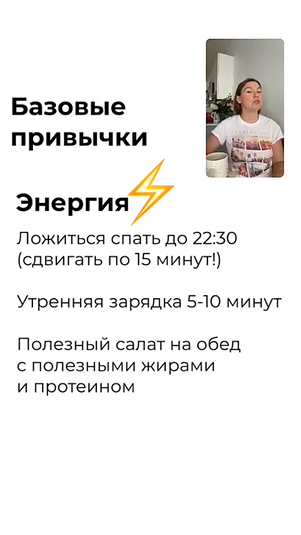 Базовые
привычки
Энергия
Ложиться спать до 22:30
(сдвигать по 15 минут!)
Утренняя зарядка 5-10 минут
Полезный салат на обед
с полезными жирами
и протеином